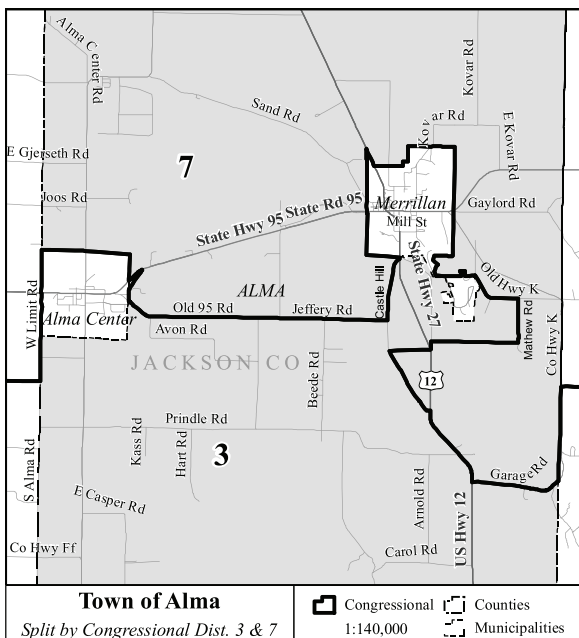 Alma Center Rd
Kovar Rd
Sand Rd
Kovar Rd
E Kovar Rd
E Gjerseth Rd
7
Joos Rd
State Hwy 95 State Rd 95
Merrillan
Gaylord Rd
Mill St
State Hwy 27
Old Hwy K
W Limit Rd
ALMA
Castle Hill
Old 95 Rd
Jeffery Rd
Alma Center
Avon Rd
Mathew Rd
Co Hwy K
JACKSON CO
Beede Rd
12
Prindle Rd
Kass Rd
Hart Rd
3
S Alma Rd
Garage Rd
Arnold Rd
E Casper Rd
US Hwy 12
Co Hwy Ff
Carol Rd
Town of Alma
Split by Congressional Dist. 3 & 7
Congressional
Counties
1:140,000
Municipalities